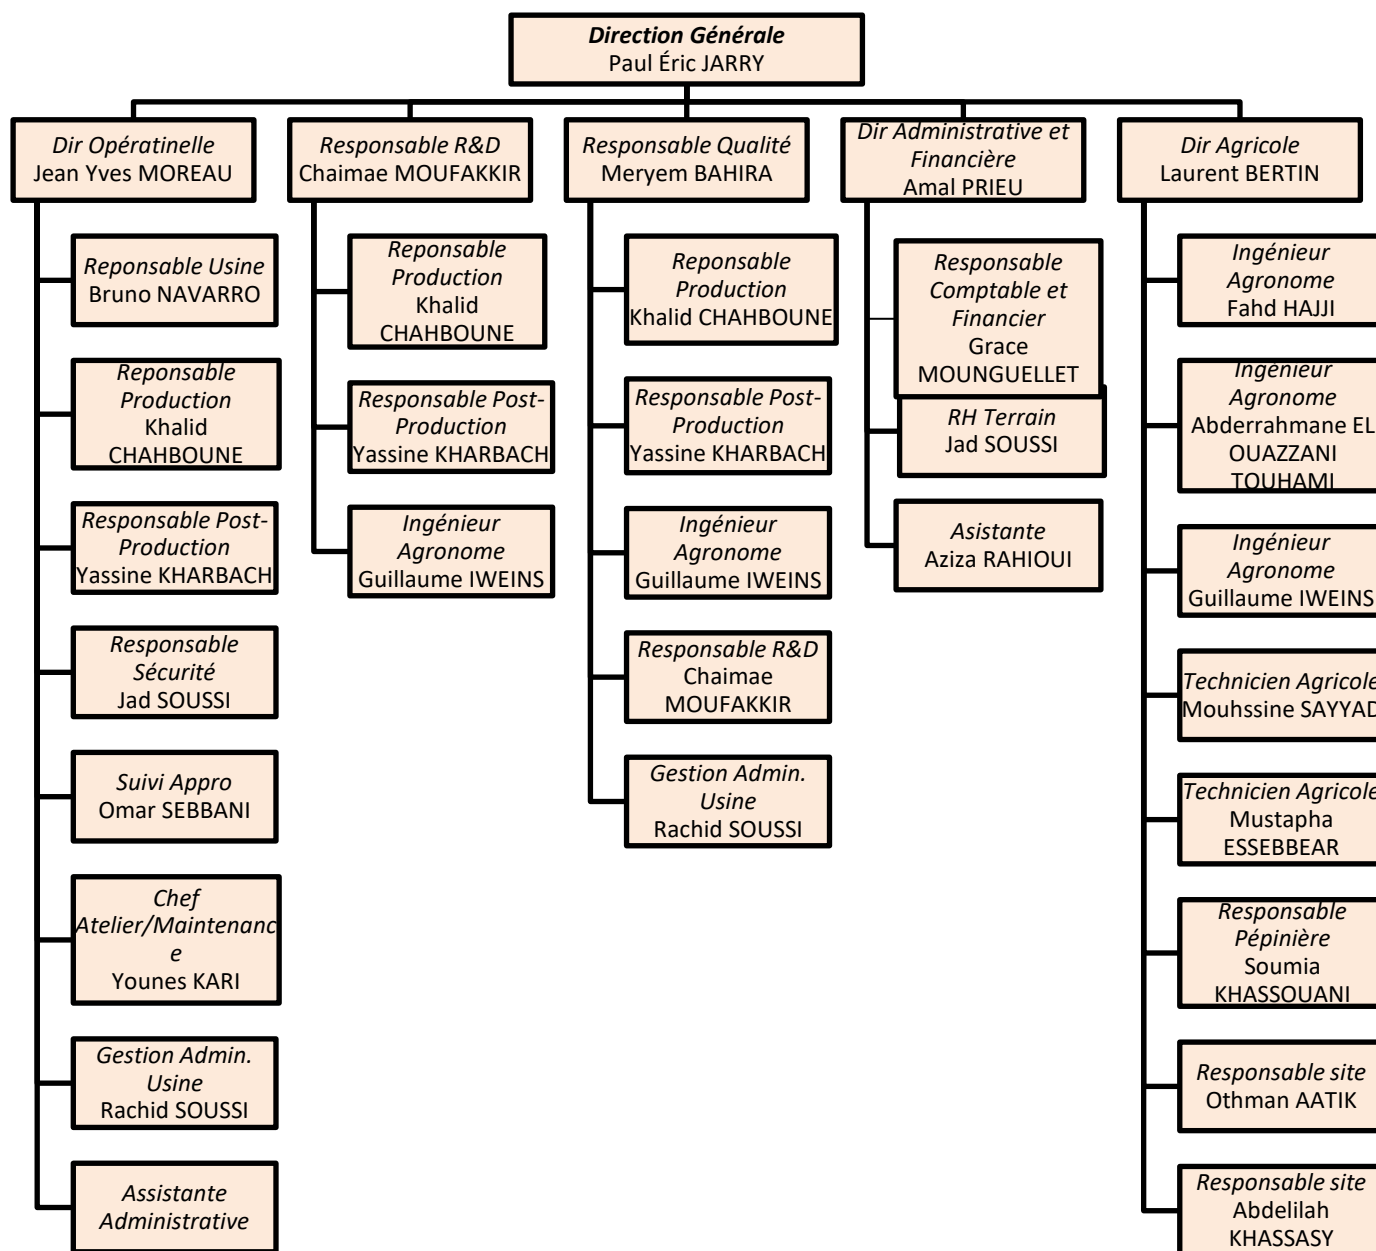 Direction Générale
Paul Éric JARRY
Dir Opératinelle
Jean Yves MOREAU
Responsable R&D
Chaimae MOUFAKKIR
Responsable Qualité
Meryem BAHIRA
Dir Administrative et
Financière
Amal PRIEU
Dir Agricole
Laurent BERTIN
Reponsable Usine
Bruno NAVARRO
Reponsable
Production
Khalid
CHAHBOUNE
Responsable Post-
Production
Yassine KHARBACH
Responsable
Sécurité
Jad SOUSSI
Suivi Appro
Omar SEBBANI
Chef
Atelier/Maintenanc
e
Younes KARI
Gestion Admin.
Usine
Rachid SOUSSI
Assistante
Administrative
Reponsable
Production
Khalid
CHAHBOUNE
Responsable Post-
Production
Yassine KHARBACH
Ingénieur
Agronome
Guillaume IWEINS
Reponsable
Production
Khalid CHAHBOUNE
Responsable Post-
Production
Yassine KHARBACH
Ingénieur
Agronome
Guillaume IWEINS
Responsable R&D
Chaimae
MOUFAKKIR
Gestion Admin.
Usine
Rachid SOUSSI
Responsable
Comptable et
Financier
Grace
MOUNGUELLET
RH Terrain
Jad SOUSSI
Asistante
Aziza RAHIOUI
Ingénieur
Agronome
Fahd HAJJI
Ingénieur
Agronome
Abderrahmane EL
OUAZZANI
TOUHAMI
Ingénieur
Agronome
Guillaume IWEINS
Technicien Agricole
Mouhssine SAYYAD
Technicien Agricole
Mustapha
ESSEBBEAR
Responsable
Pépinière
Soumia
KHASSOUANI
Responsable site
Othman AATIK
Responsable site
Abdelilah
KHASSASY